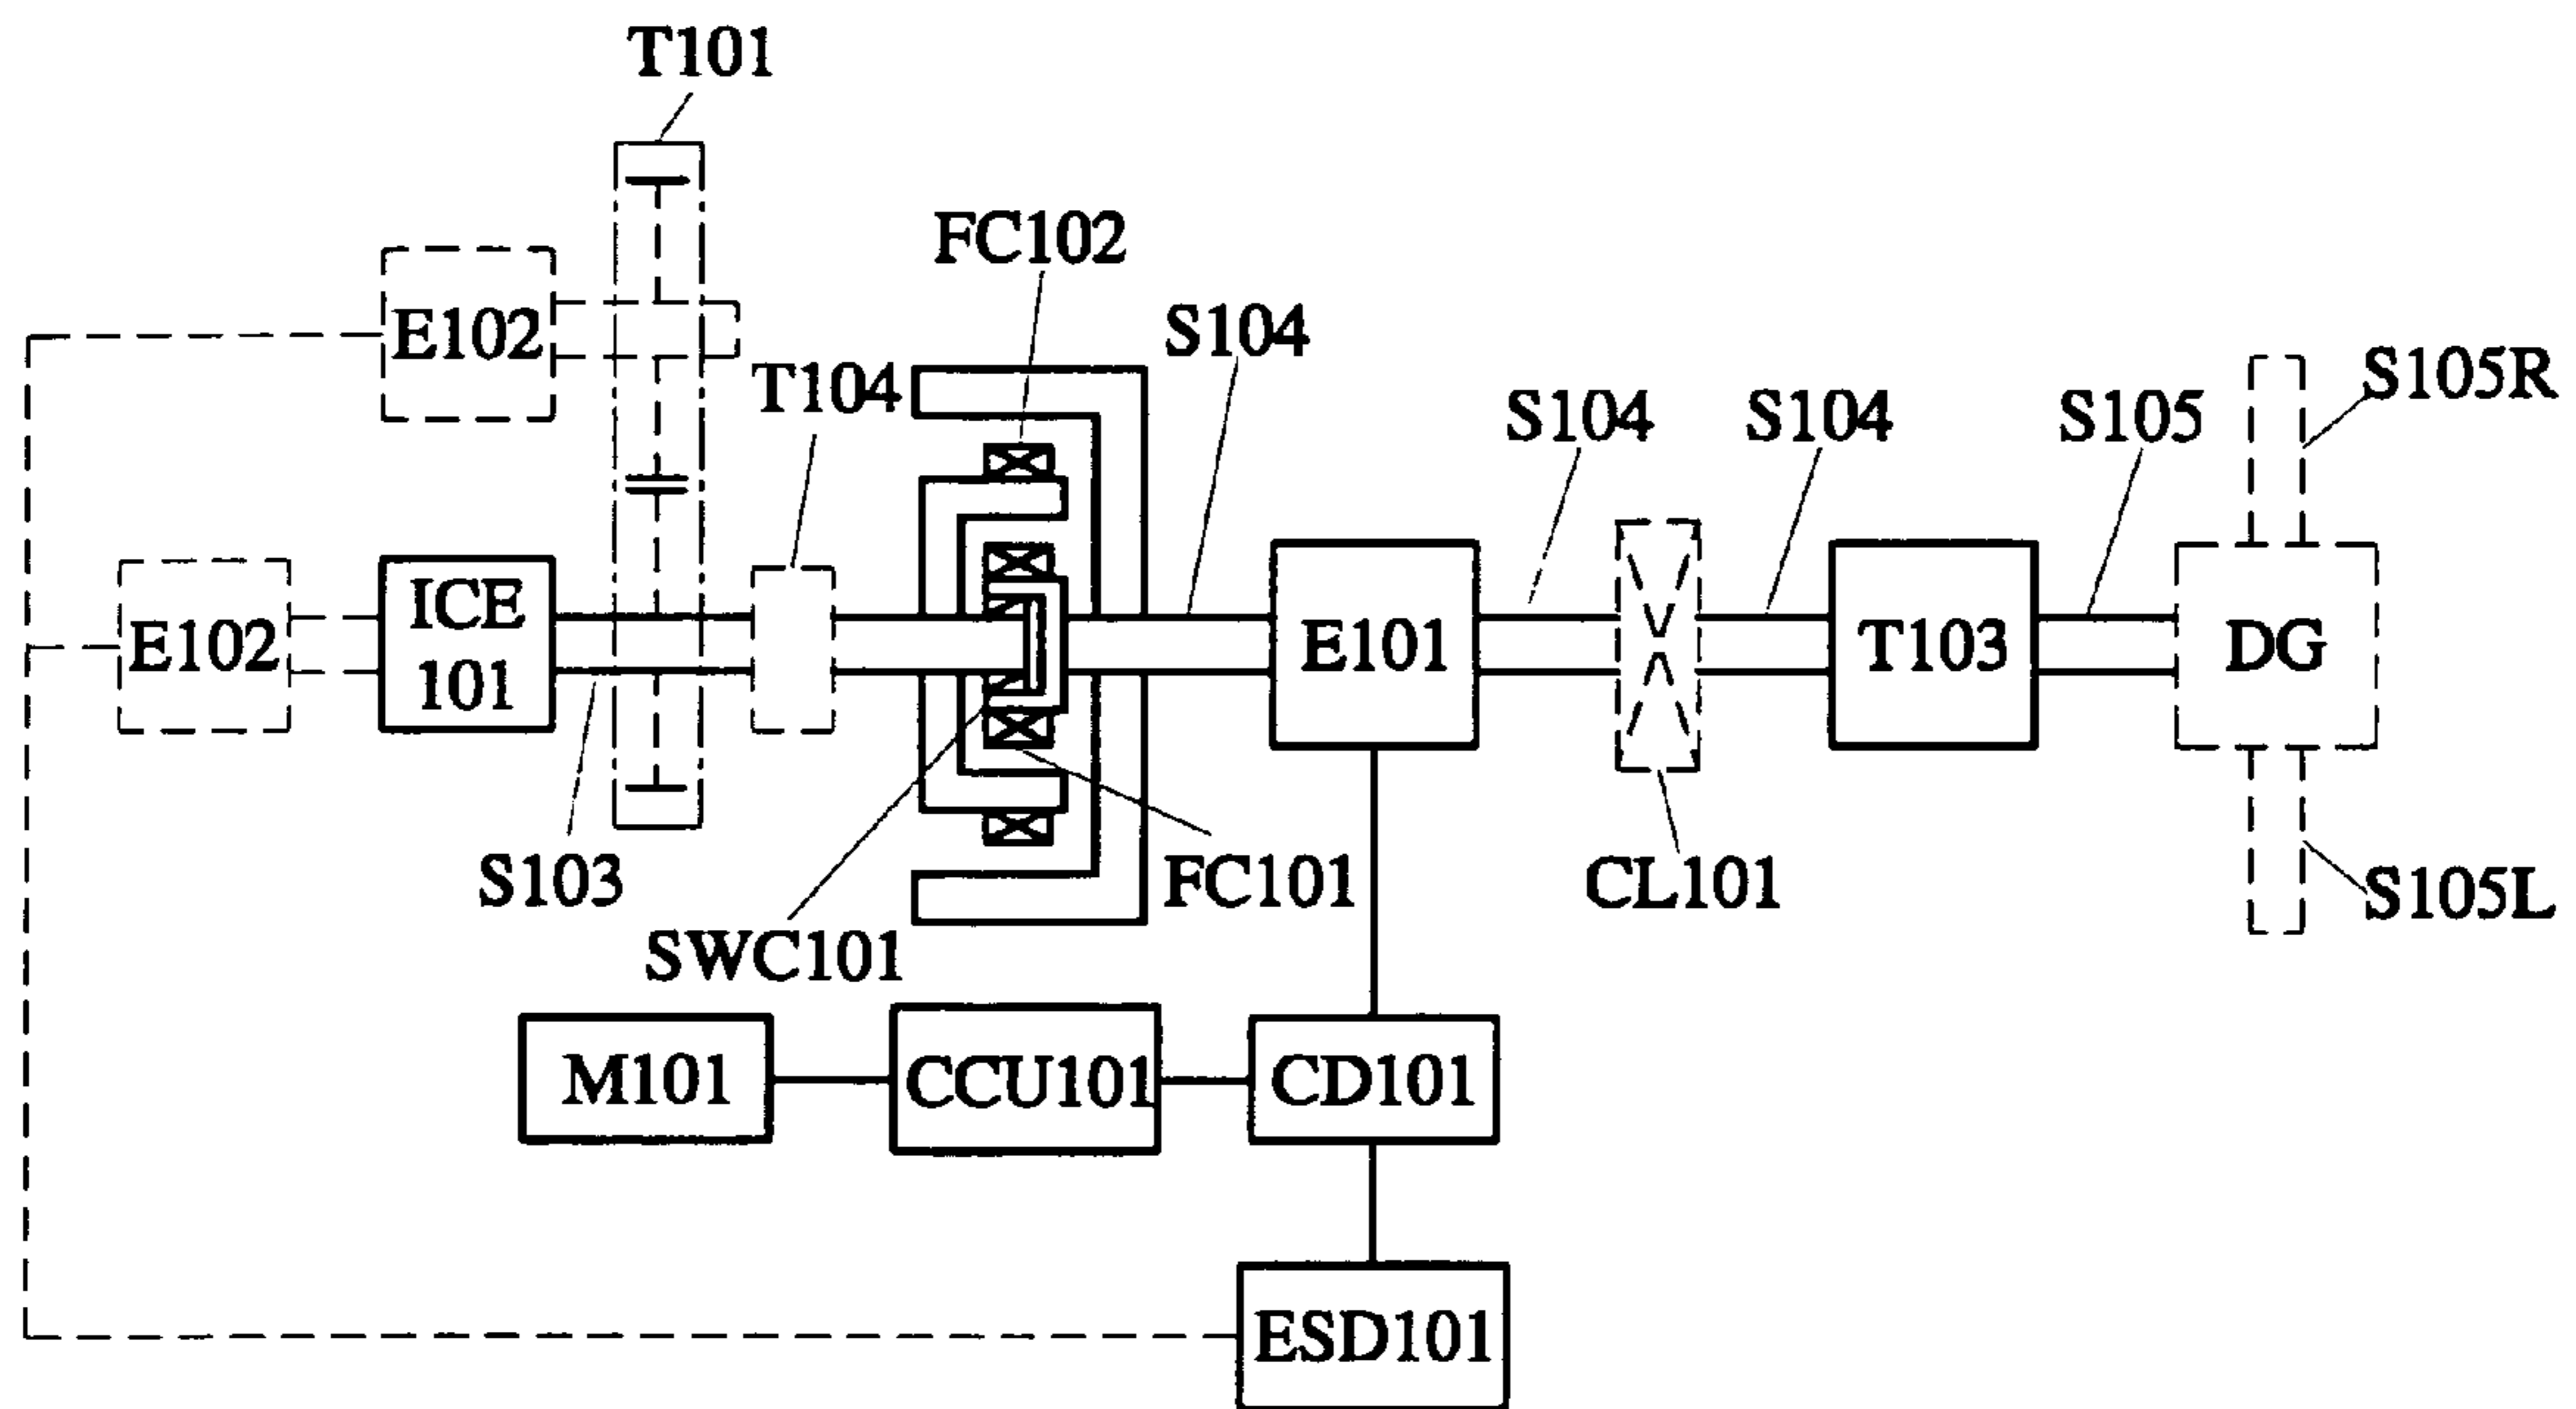 T101
FC102
S104
E102
T104
S105R
S104
S104
S105
E102
ICE
101
E101
T103
DG
S103
FC101
CL101
S105L
SWC101
M101
CCU101
CD101
ESD101